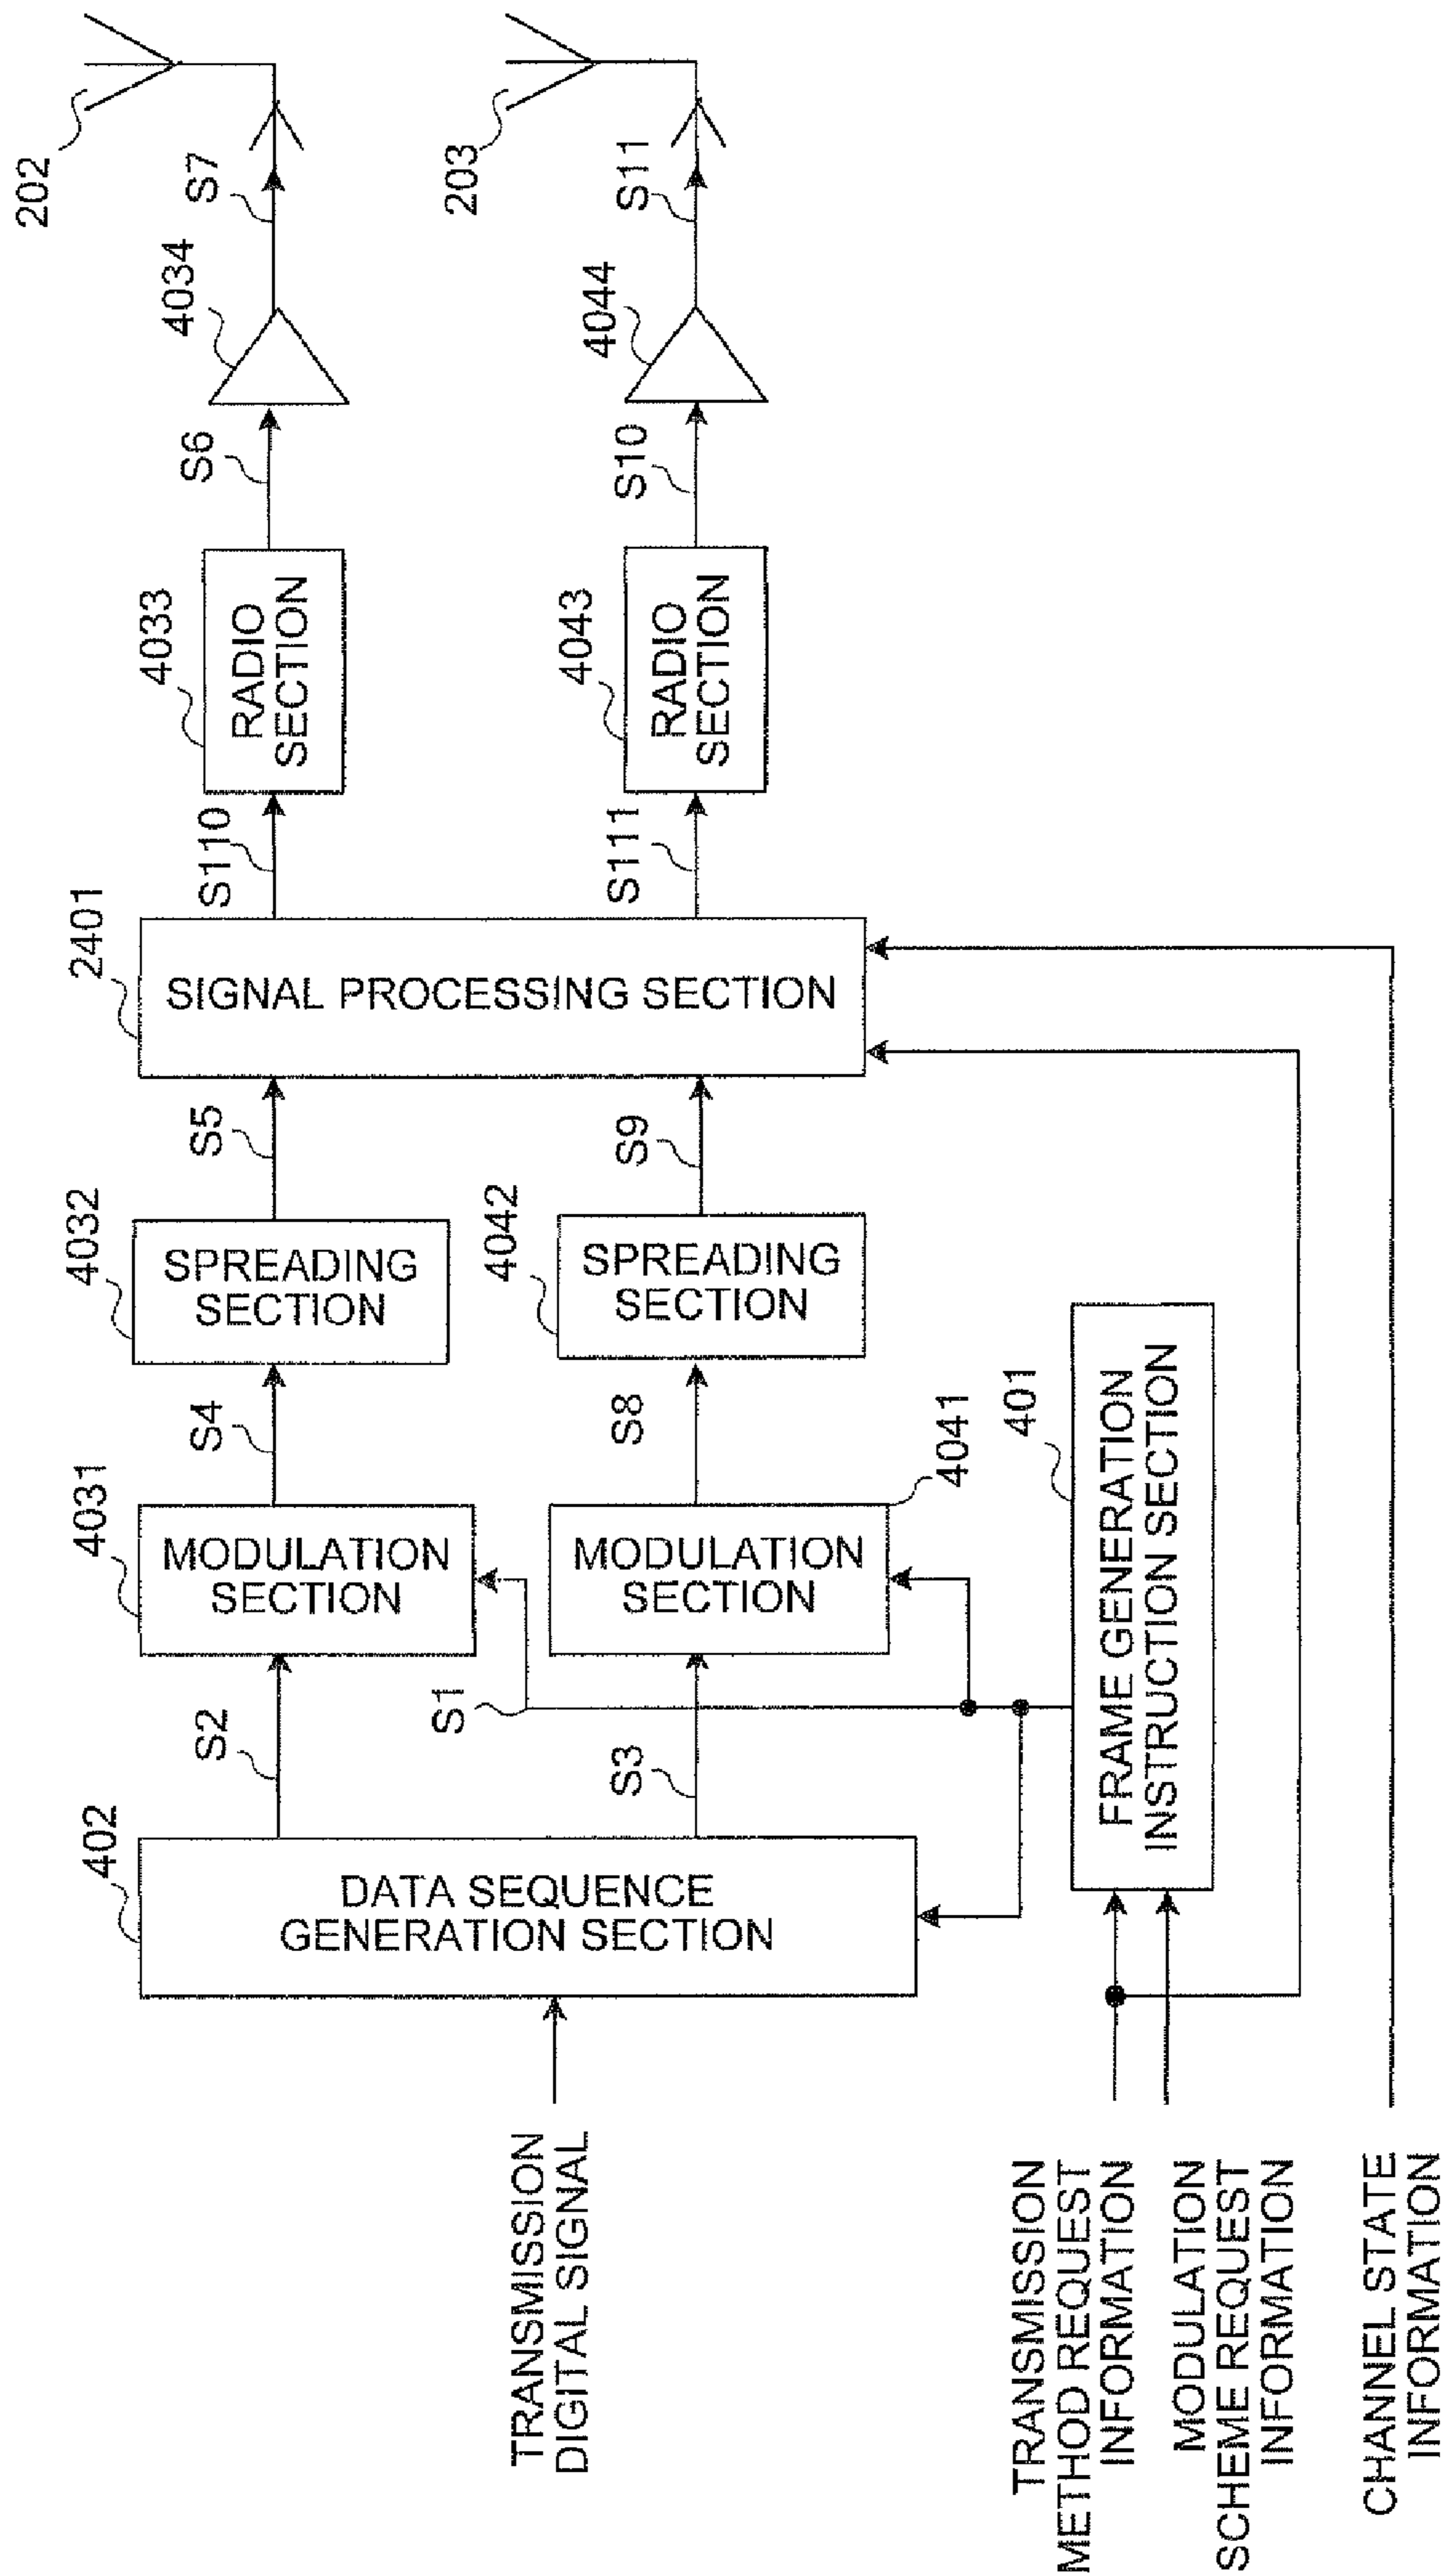 202
S7
4034
S6
4033
RADIO
SECTION
S110
2401
SIGNAL PROCESSING SECTION
S5
4032
SPREADING
SECTION
S4
4031
MODULATION
SECTION
S2
402
DATA SEQUENCE
GENERATION SECTION
TRANSMISSION
DIGITAL SIGNAL
203
S11
4044
S10
4043
RADIO
SECTION
S111
S9
4042
SPREADING
SECTION
S8
4041
MODULATION
SECTION
S1
S3
401
FRAME GENERATION
INSTRUCTION SECTION
TRANSMISSION
METHOD REQUEST
INFORMATION
MODULATION
SCHEME REQUEST
INFORMATION
CHANNEL STATE
INFORMATION